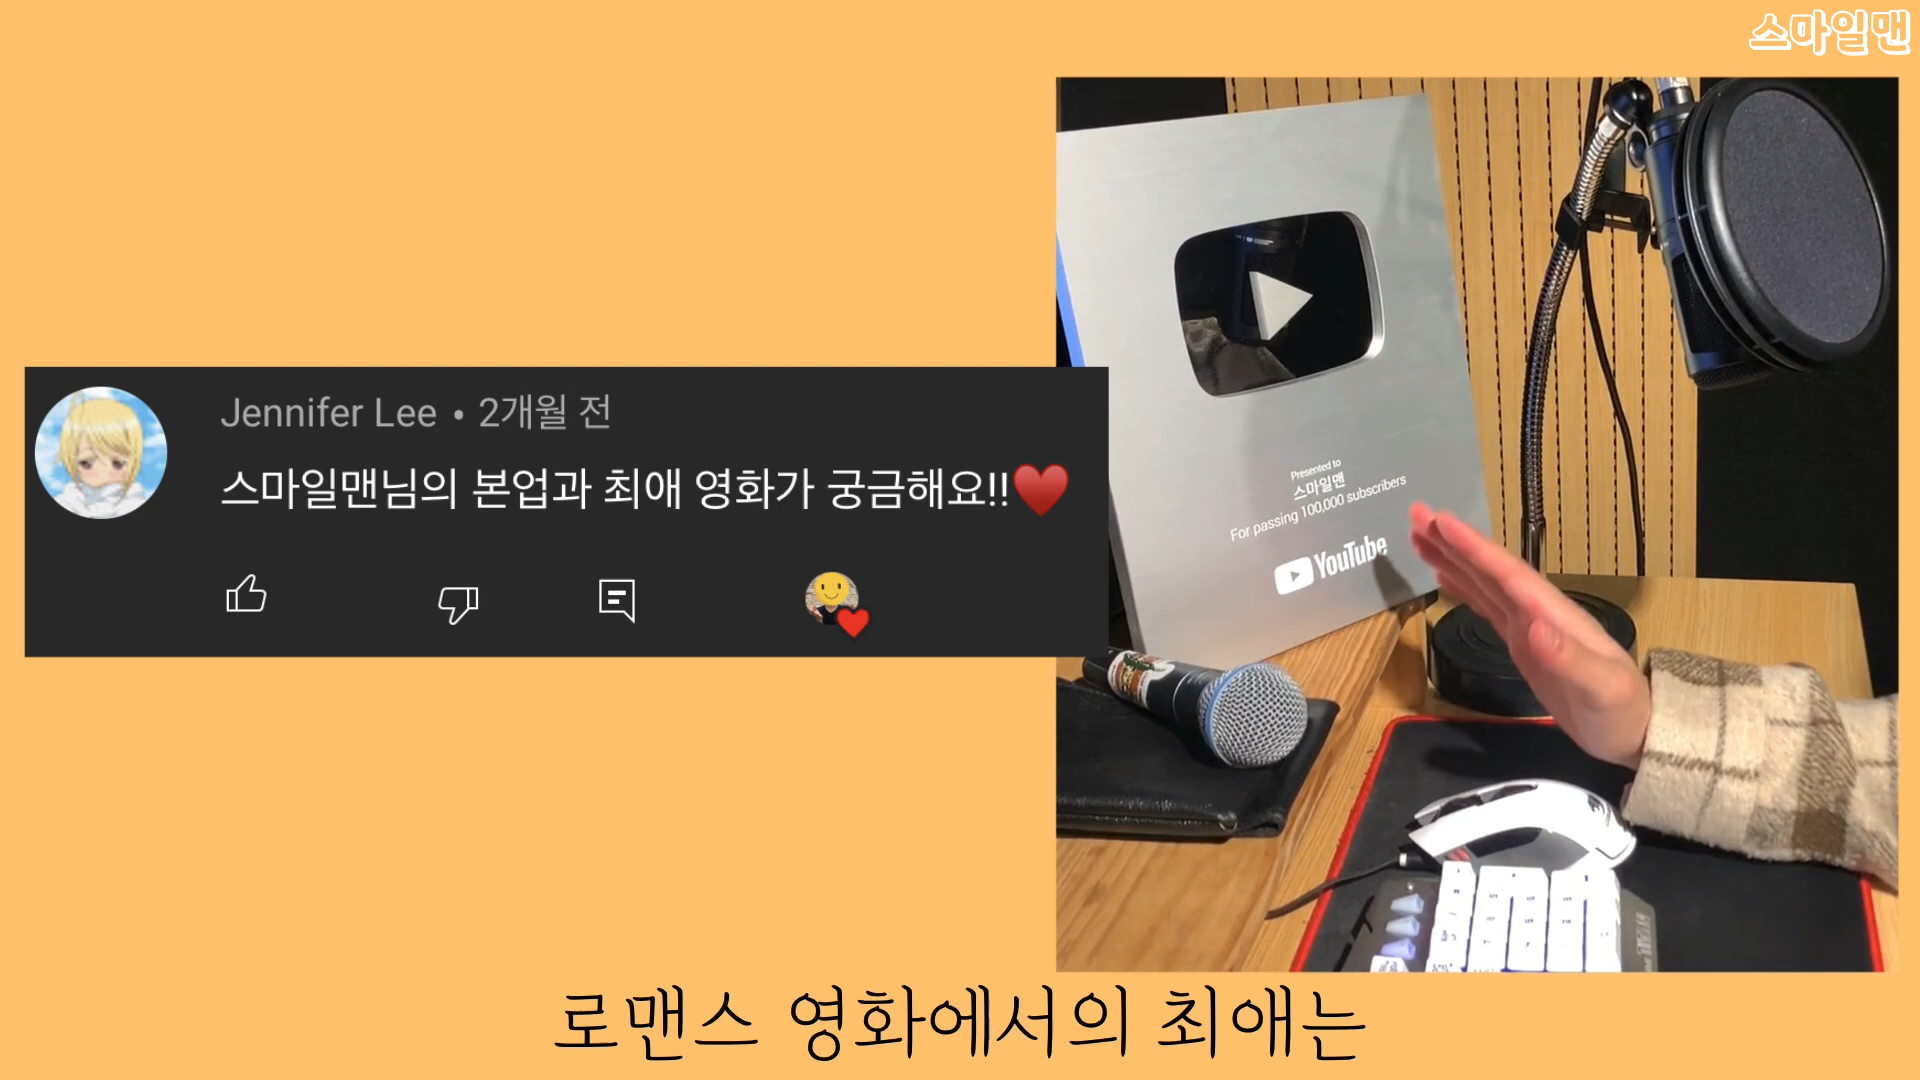 스마일맨
Jennifer Lee • 2개월 전
스마일맨님의 본업과 최애 영화가 궁금해요!!❤️
Presented to
스마일맨
For passing 100,000 subscribers
YouTube
로맨스 영화에서의 최애는